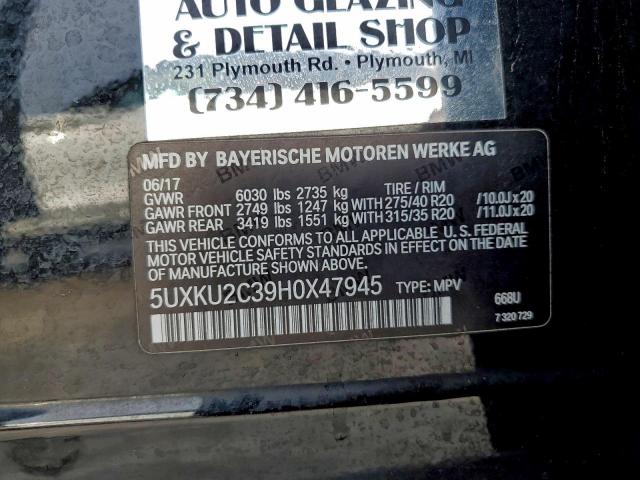 AUTO GLAZING
& DETAIL SHOP
231 Plymouth Rd. • Plymouth, MI
(734) 416-5599
MFD BY BAYERISCHE MOTOREN WERKE AG
06/17
GVWR 6030 lbs 2735 kg TIRE / RIM
GAWR FRONT 2749 lbs 1247 kg WITH 275/40 R20 /10.0J x 20
GAWR REAR 3419 lbs 1551 kg WITH 315/35 R20 /11.0J x 20
THIS VEHICLE CONFORMS TO ALL APPLICABLE U. S. FEDERAL
MOTOR VEHICLE SAFETY STANDARDS IN EFFECT ON THE DATE
OF MANUFACTURE SHOWN ABOVE.
5UXKU2C39H0X47945 TYPE: MPV
668U
7 320 729